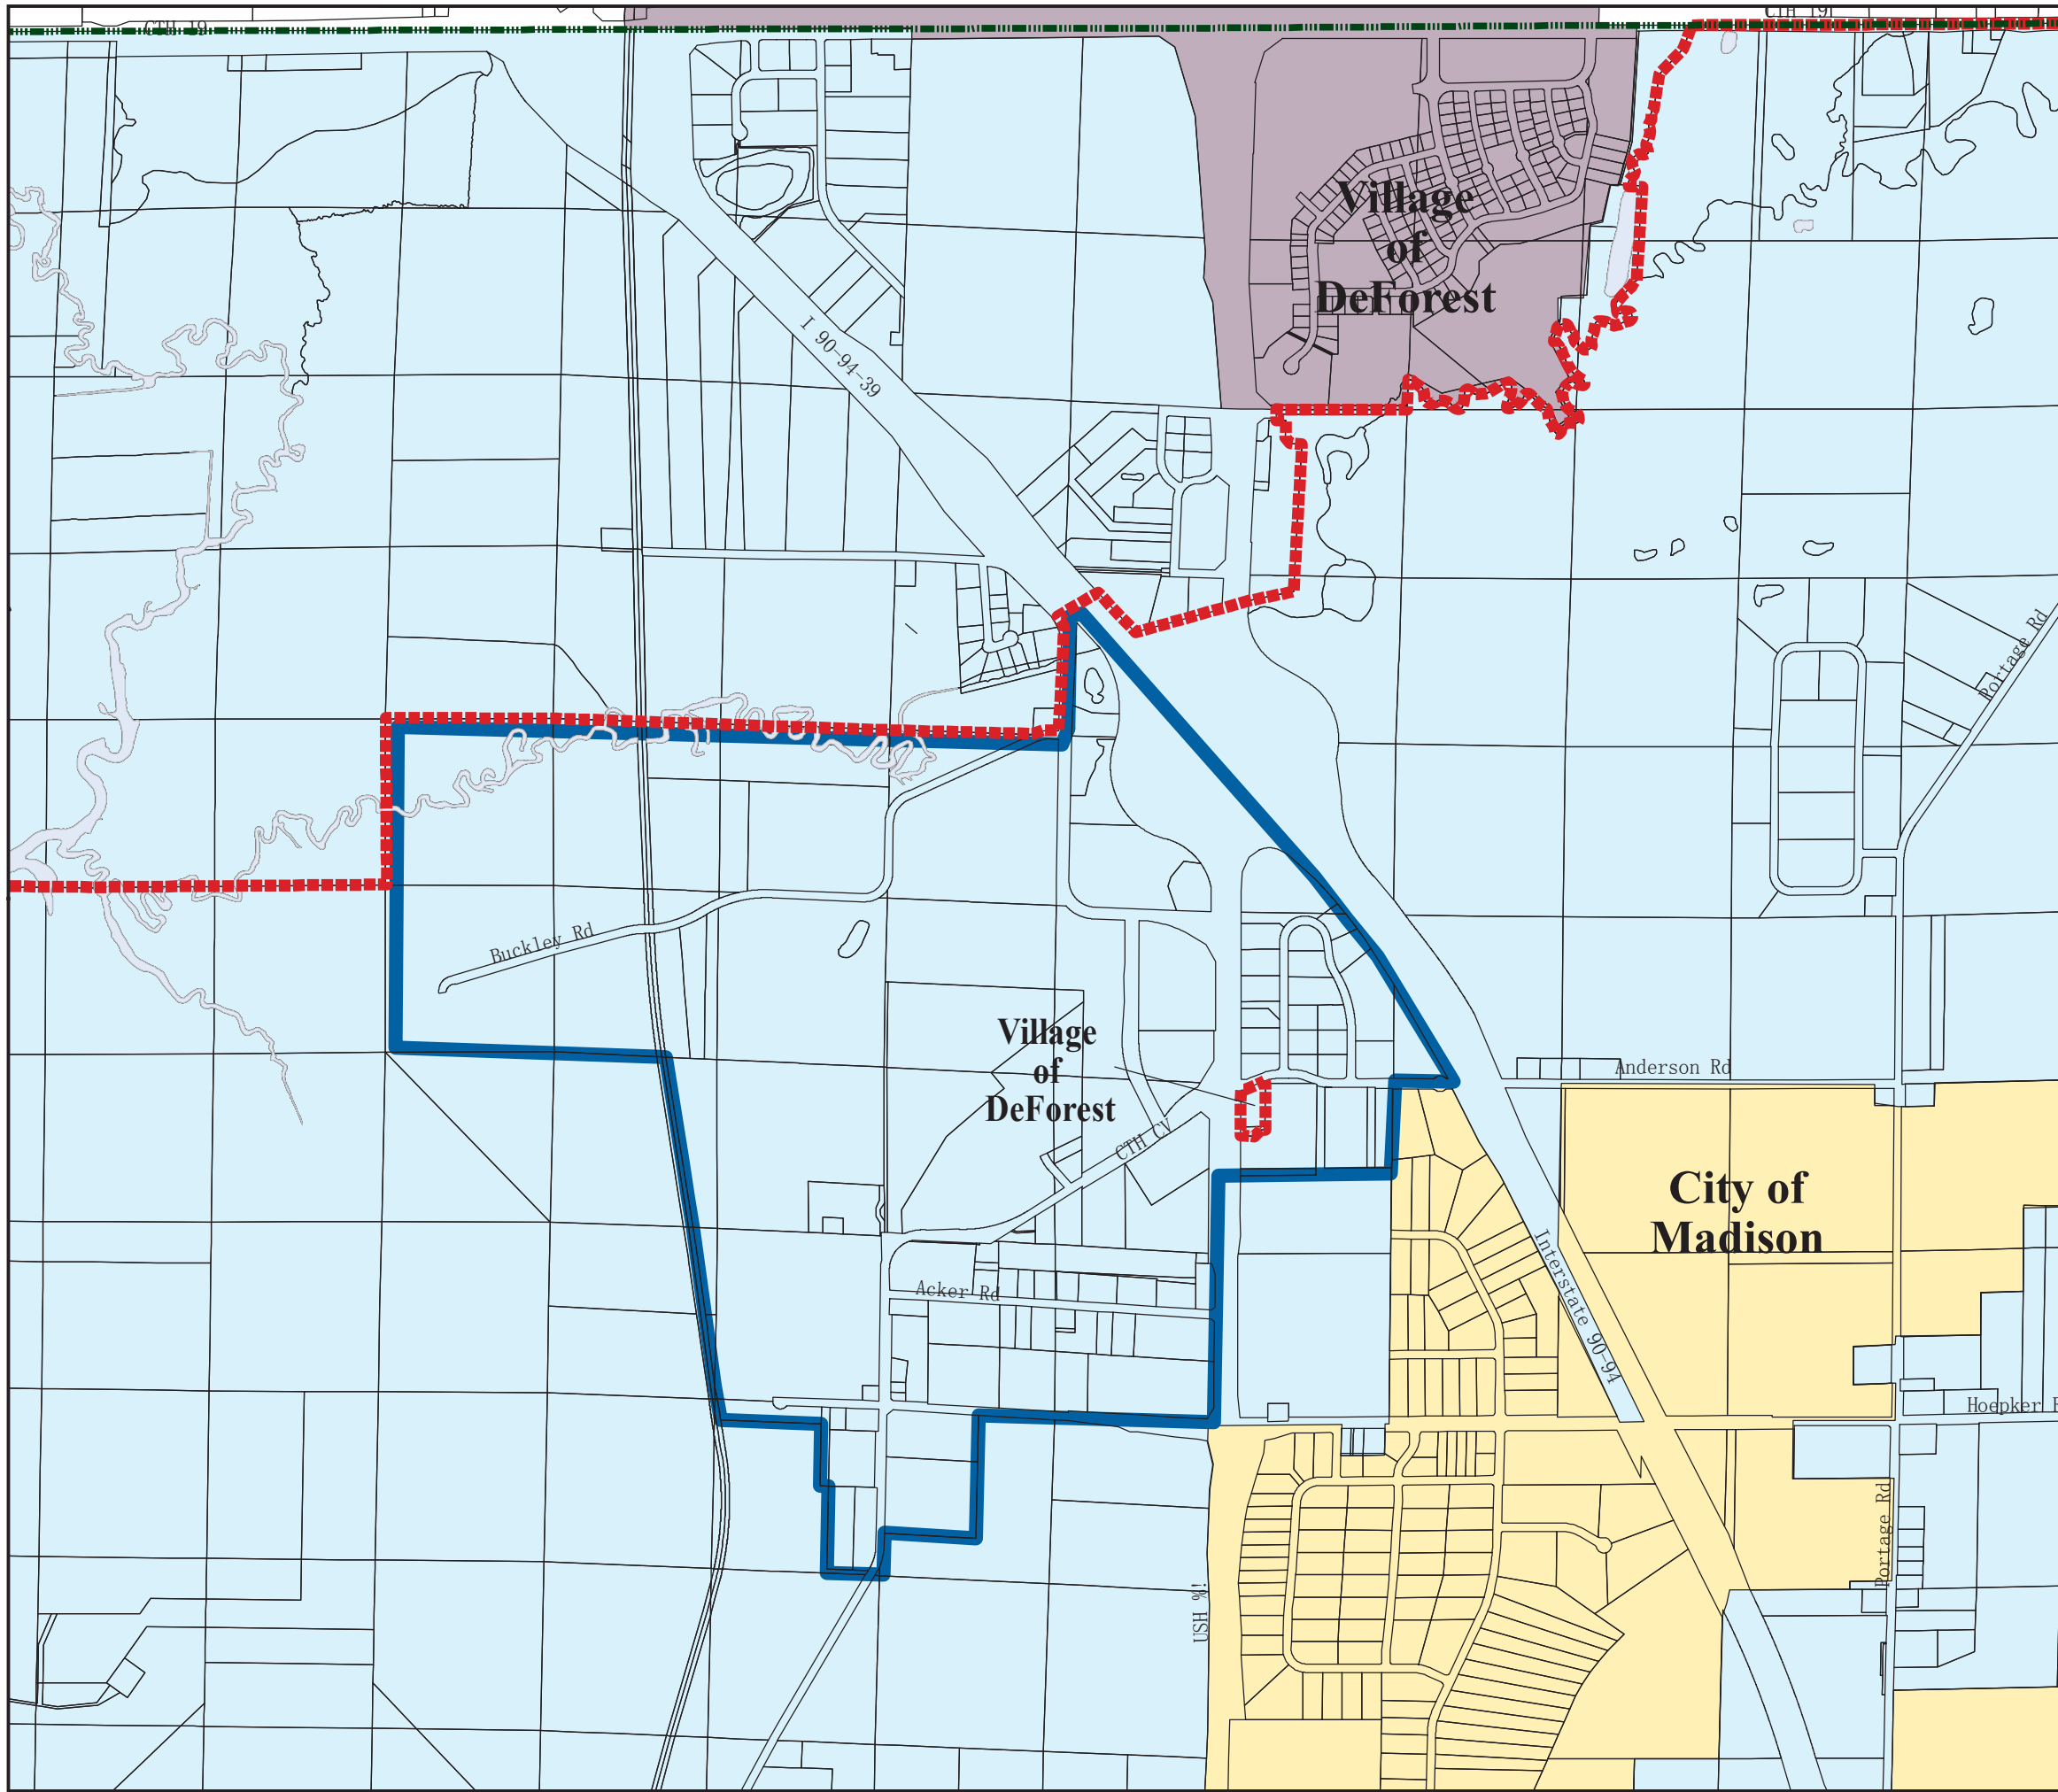 CTH 19
CTH 19
Village
of
DeForest
I 90-94-39
Portage Rd
Buckley Rd
Village
of
DeForest
Anderson Rd
CTH CV
City of
Madison
Interstate 90-94
Acker Rd
Hoepker R
Portage Rd
USH %!